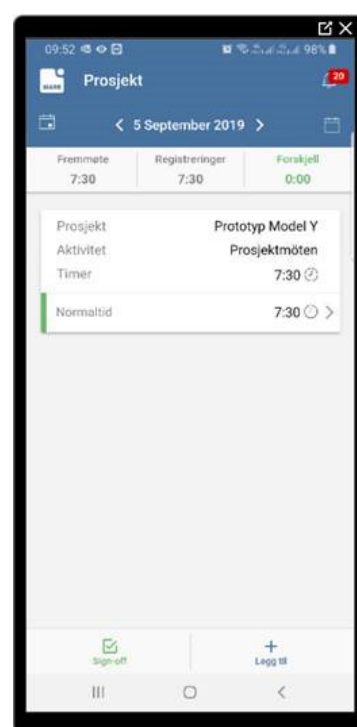 09:52 98%
MARK Prosjekt 20
5 September 2019
Fremmøte Registreringer Forskjell
7:30 7:30 0:00
Prosjekt Prototyp Model Y
Aktivitet Prosjektmöten
Timer 7:30
Normaltid 7:30
Sign-off Legg til